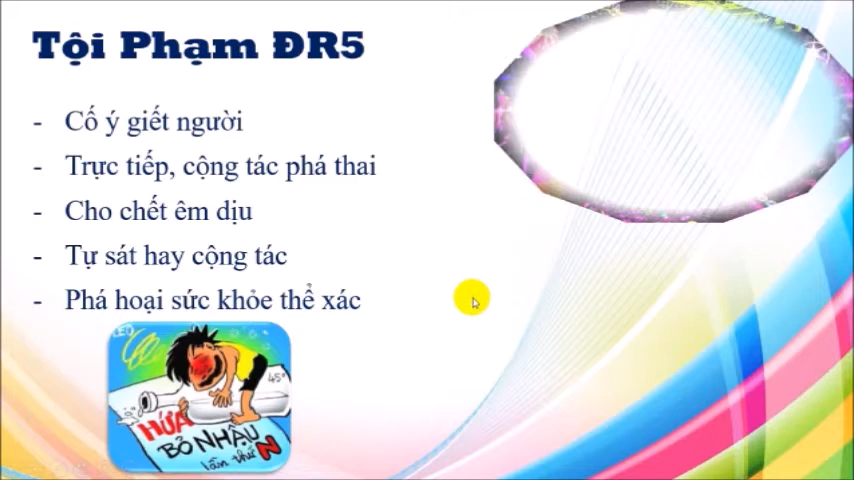 Tội Phạm ĐR5
- Cố ý giết người
- Trực tiếp, cộng tác phá thai
- Cho chết êm dịu
- Tự sát hay cộng tác
- Phá hoại sức khỏe thể xác
LEO
45°
HỨA
BỎ NHẬU
lần thứ N